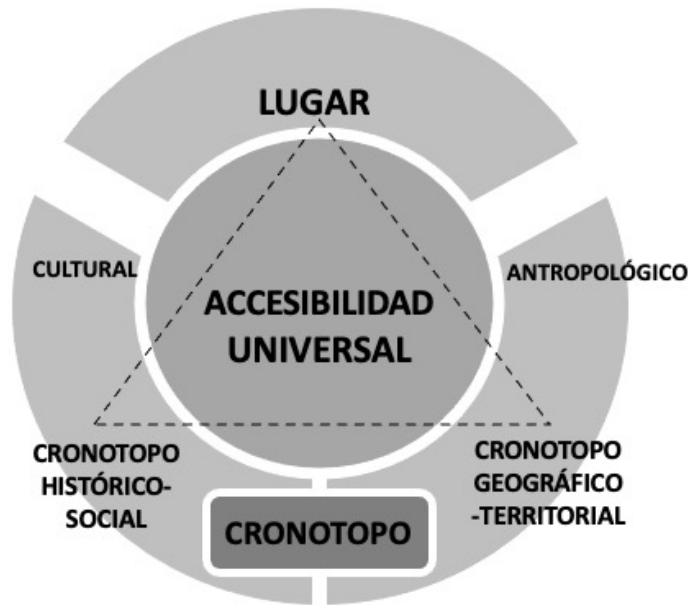 LUGAR
CULTURAL
ANTROPOLÓGICO
ACCESIBILIDAD
UNIVERSAL
CRONOTOPO
HISTÓRICO-
SOCIAL
CRONOTOPO
GEOGRÁFICO
-TERRITORIAL
CRONOTOPO